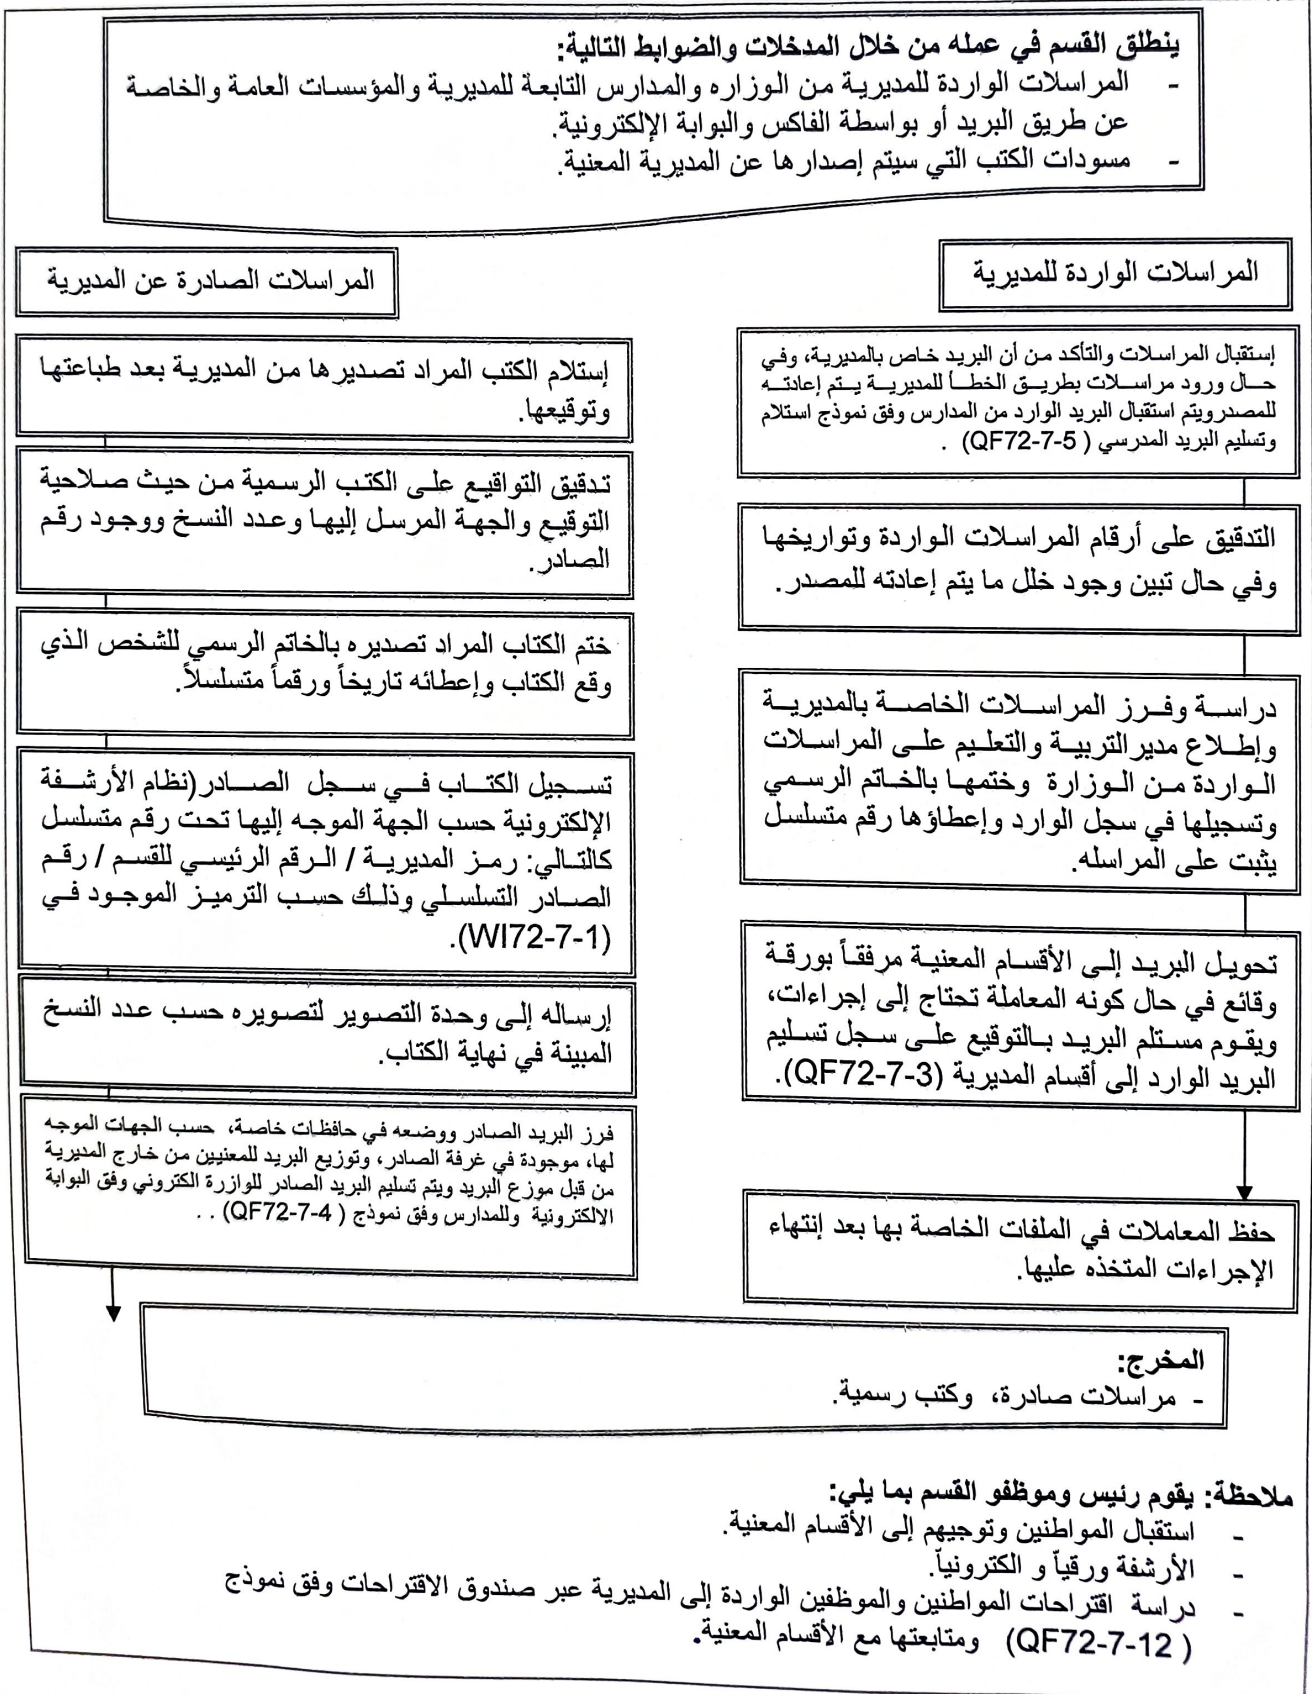 ينطلق القسم في عمله من خلال المدخلات والضوابط التالية:
- المراسلات الواردة للمديرية من الوزاره والمدارس التابعة للمديرية والمؤسسات العامة والخاصة
عن طريق البريد أو بواسطة الفاكس والبوابة الإلكترونية.
- مسودات الكتب التي سيتم إصدارها عن المديرية المعنية.
المراسلات الواردة للمديرية
إستقبال المراسلات والتأكد من أن البريد خاص بالمديرية، وفي
حال ورود مراسلات بطريق الخطأ للمديرية يتم إعادته
للمصدرويتم استقبال البريد الوارد من المدارس وفق نموذج استلام
وتسليم البريد المدرسي ( QF72-7-5) .
التدقيق على أرقام المراسلات الواردة وتواريخها
وفي حال تبين وجود خلل ما يتم إعادته للمصدر.
دراسة وفرز المراسلات الخاصة بالمديرية
وإطلاع مديرالتربية والتعليم على المراسلات
الواردة من الوزارة وختمها بالخاتم الرسمي
وتسجيلها في سجل الوارد وإعطاؤها رقم متسلسل
يثبت على المراسله.
تحويل البريد إلى الأقسام المعنية مرفقاً بورقة
وقائع في حال كونه المعاملة تحتاج إلى إجراءات،
ويقوم مستلم البريد بالتوقيع على سجل تسليم
البريد الوارد إلى أقسام المديرية (QF72-7-3).
حفظ المعاملات في الملفات الخاصة بها بعد إنتهاء
الإجراءات المتخذه عليها.
المراسلات الصادرة عن المديرية
إستلام الكتب المراد تصديرها من المديرية بعد طباعتها
وتوقيعها.
تدقيق التواقيع على الكتب الرسمية من حيث صلاحية
التوقيع والجهة المرسل إليها وعدد النسخ ووجود رقم
الصادر.
ختم الكتاب المراد تصديره بالخاتم الرسمي للشخص الذي
وقع الكتاب وإعطائه تاريخاً ورقماً متسلسلاً.
تسجيل الكتاب في سجل الصادر(نظام الأرشفة
الإلكترونية حسب الجهة الموجه إليها تحت رقم متسلسل
كالتالي: رمز المديرية / الرقم الرئيسي للقسم / رقم
الصادر التسلسلي وذلك حسب الترميز الموجود في
(WI72-7-1).
إرساله إلى وحدة التصوير لتصويره حسب عدد النسخ
المبينة في نهاية الكتاب.
فرز البريد الصادر ووضعه في حافظات خاصة، حسب الجهات الموجه
لها، موجودة في غرفة الصادر، وتوزيع البريد للمعنيين من خارج المديرية
من قبل موزع البريد ويتم تسليم البريد الصادر للوازرة الكتروني وفق البوابة
الالكترونية وللمدارس وفق نموذج ( QF72-7-4) . .
المخرج:
- مراسلات صادرة، وكتب رسمية.
ملاحظة: يقوم رئيس وموظفو القسم بما يلي:
- استقبال المواطنين وتوجيهم إلى الأقسام المعنية.
- الأرشفة ورقياّ و الكترونياّ.
- دراسة اقتراحات المواطنين والموظفين الواردة إلى المديرية عبر صندوق الاقتراحات وفق نموذج
( QF72-7-12) ومتابعتها مع الأقسام المعنية.